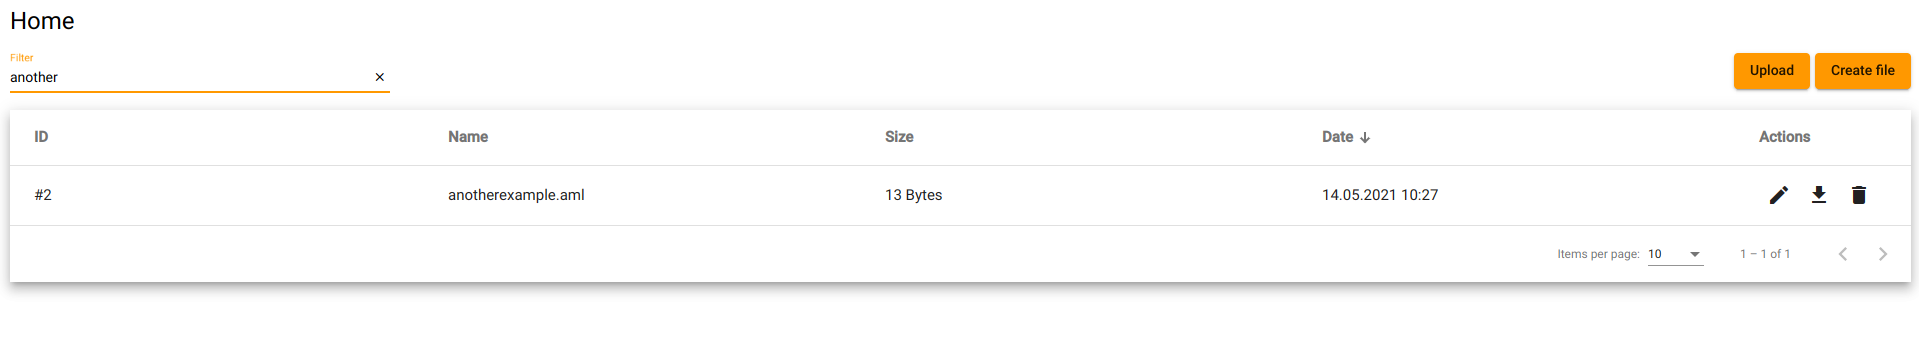 Home
Filter
another ×
Upload Create file
ID Name Size Date ↓ Actions
#2 anotherexample.aml 13 Bytes 14.05.2021 10:27
Items per page: 10 1 – 1 of 1